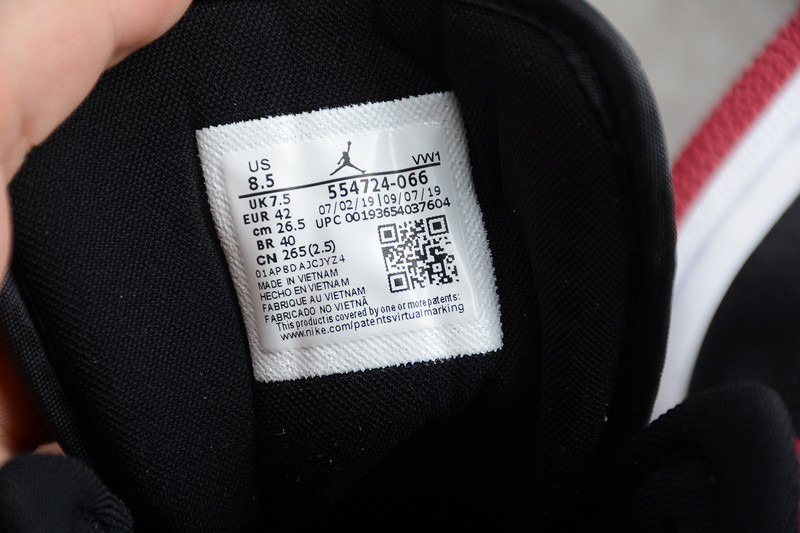 US
8.5
VW1
UK 7.5
554724-066
EUR 42
07/02/19 | 09/07/19
cm 26.5
UPC 00193654037604
BR 40
CN 265(2.5)
01AP8DAJCJYZ4
MADE IN VIETNAM
HECHO EN VIETNAM
FABRIQUE AU VIETNAM
FABRICADO NO VIETNÃ
This product is covered by one or more patents:
www.nike.com/patentsvirtualmarking